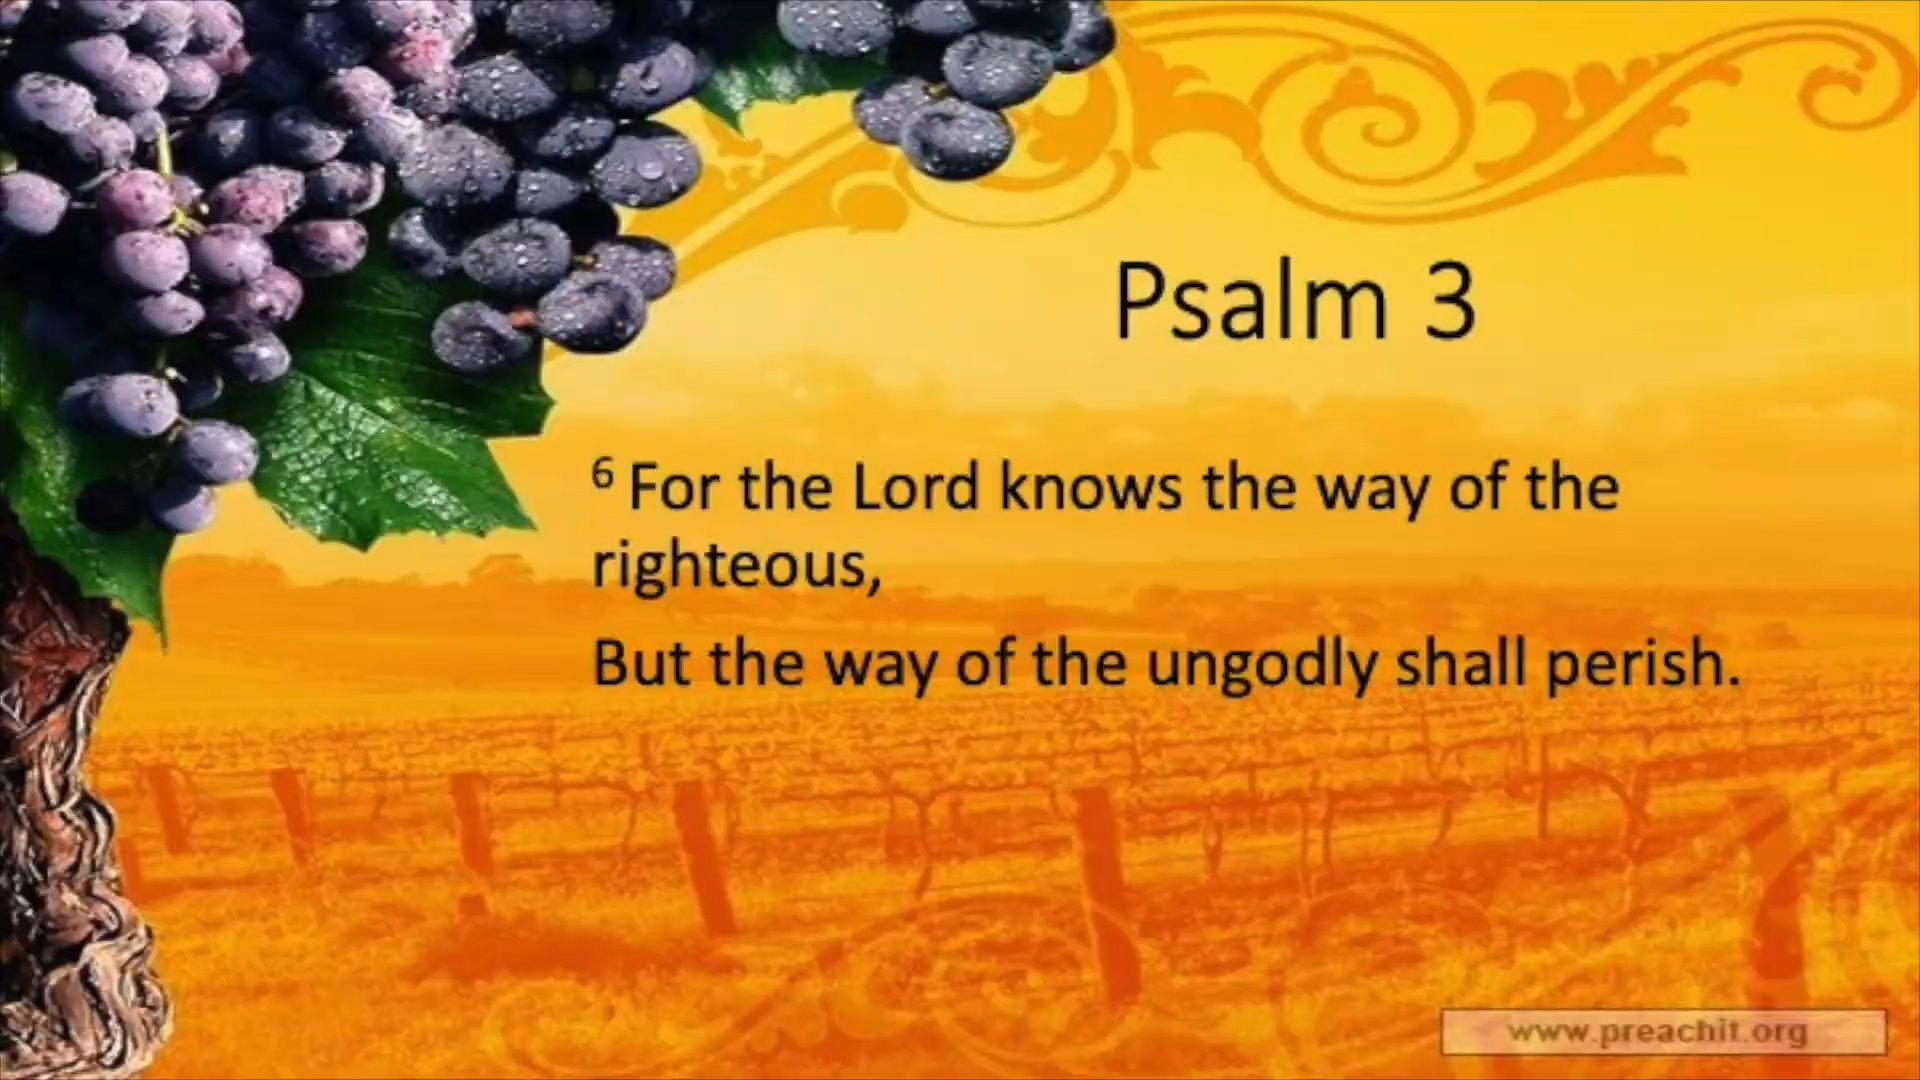 Psalm 3
6 For the Lord knows the way of the
righteous,
But the way of the ungodly shall perish.
www.preachit.org